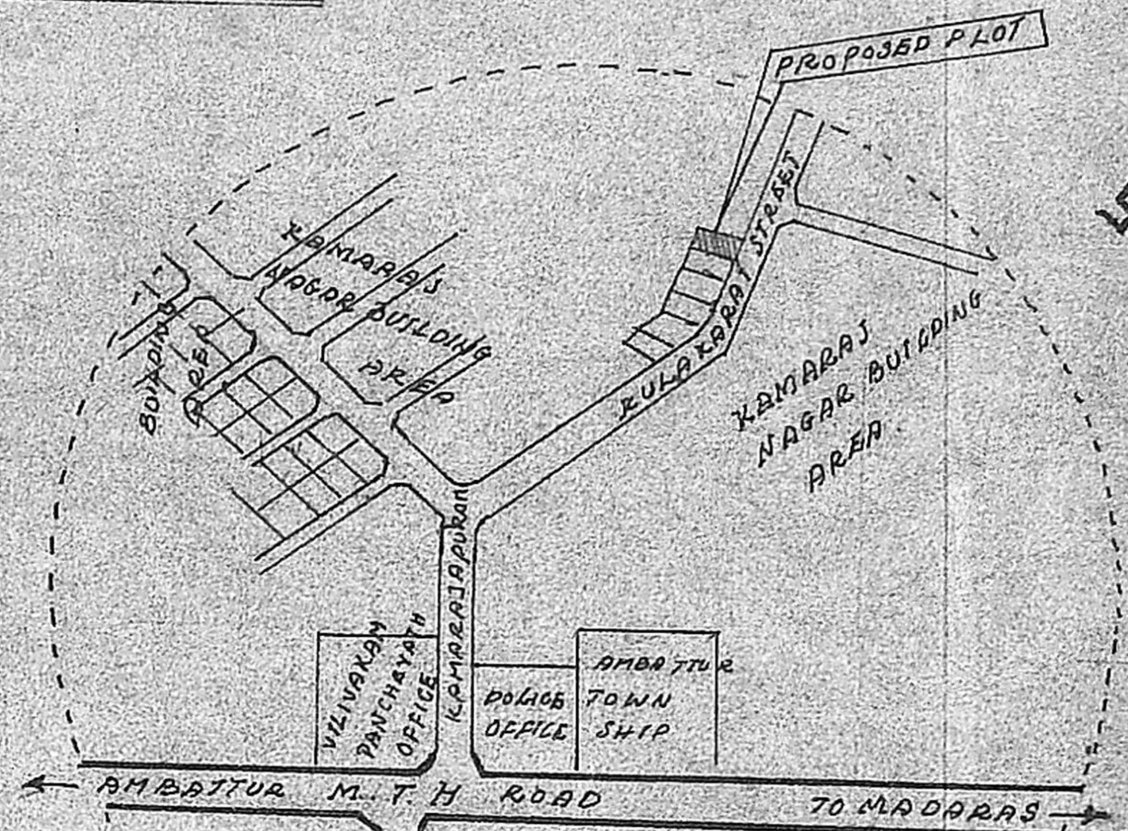 PROPOSED PLOT
KAMARAJ
NAGAR BUILDING
AREA
BUILDING
AREA
KULAKARAI STREET
KAMARAJ
NAGAR BUILDING
AREA
KAMARAJAPURAM
VILIVAKAM
PANCHAYATH
OFFICE
POLICE
OFFICE
AMBATTUR
TOWN
SHIP
AMBATTUR M.T.H ROAD TO MADARAS